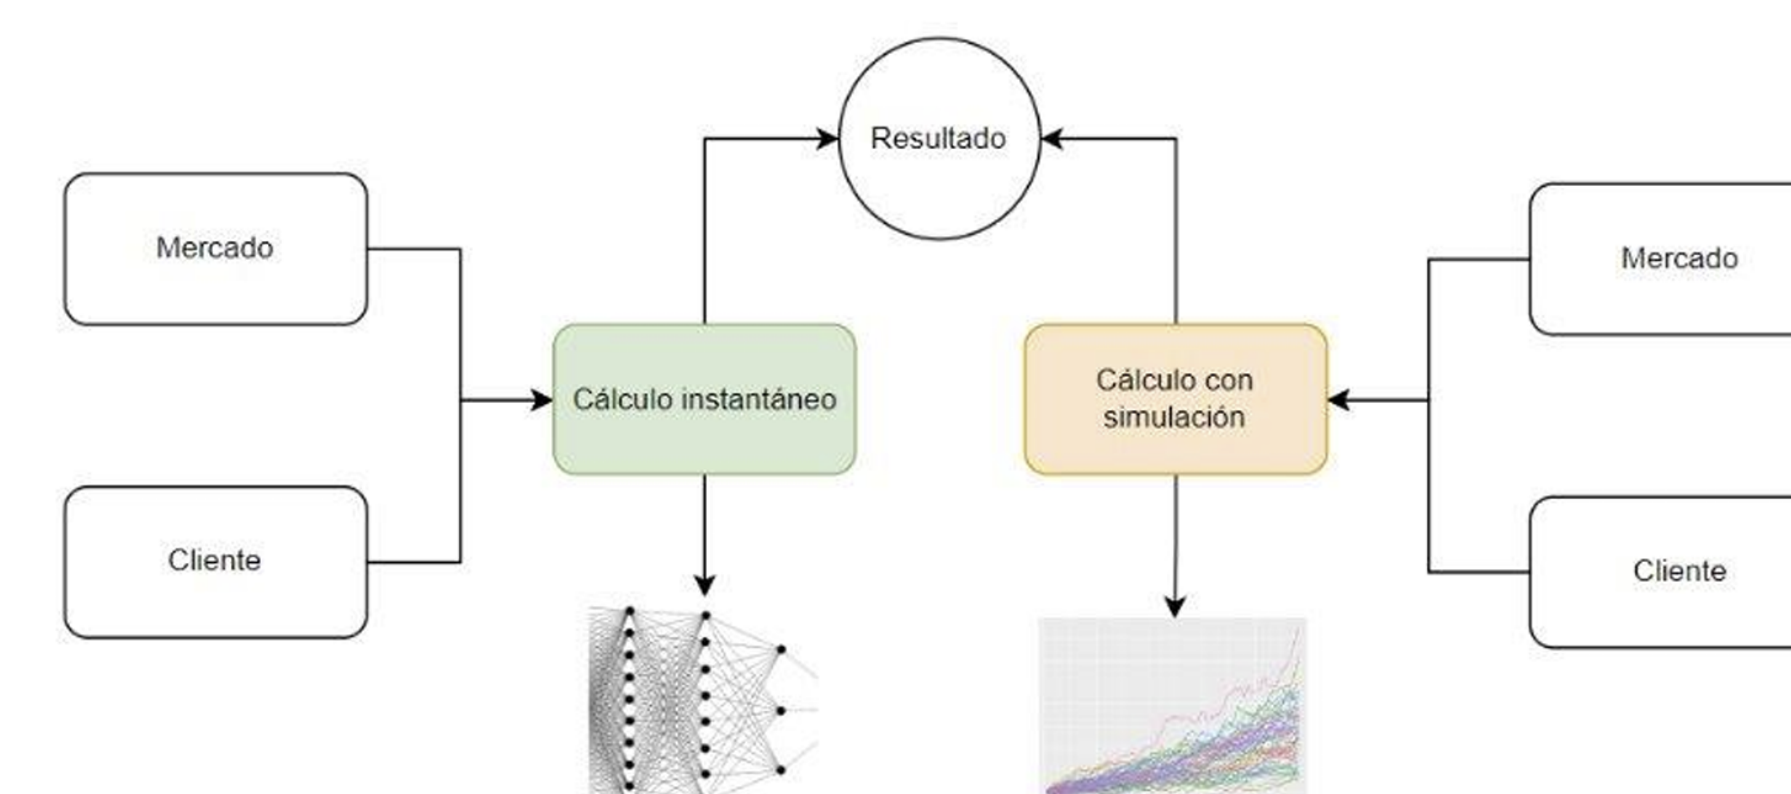 Resultado
Mercado
Mercado
Cálculo instantáneo
Cálculo con
simulación
Cliente
Cliente